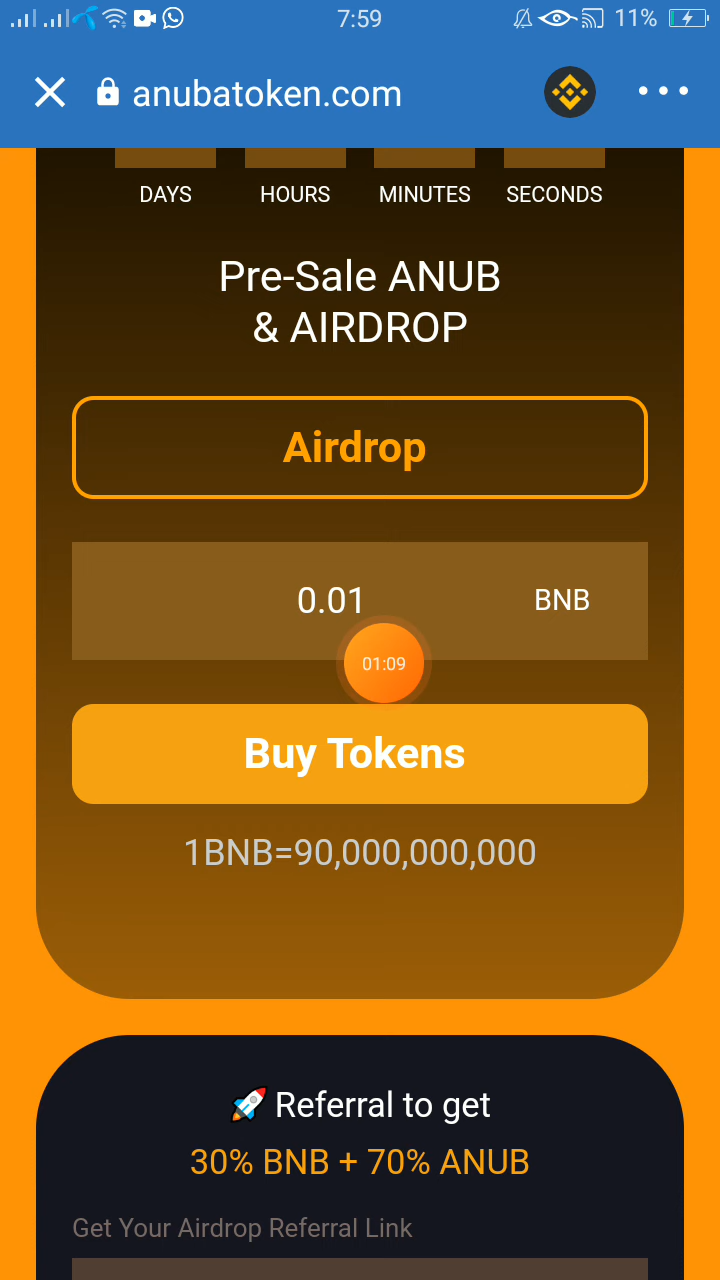 7:59
11%
anubatoken.com
DAYS HOURS MINUTES SECONDS
Pre-Sale ANUB
& AIRDROP
Airdrop
0.01 BNB
01:09
Buy Tokens
1BNB=90,000,000,000
🚀 Referral to get
30% BNB + 70% ANUB
Get Your Airdrop Referral Link